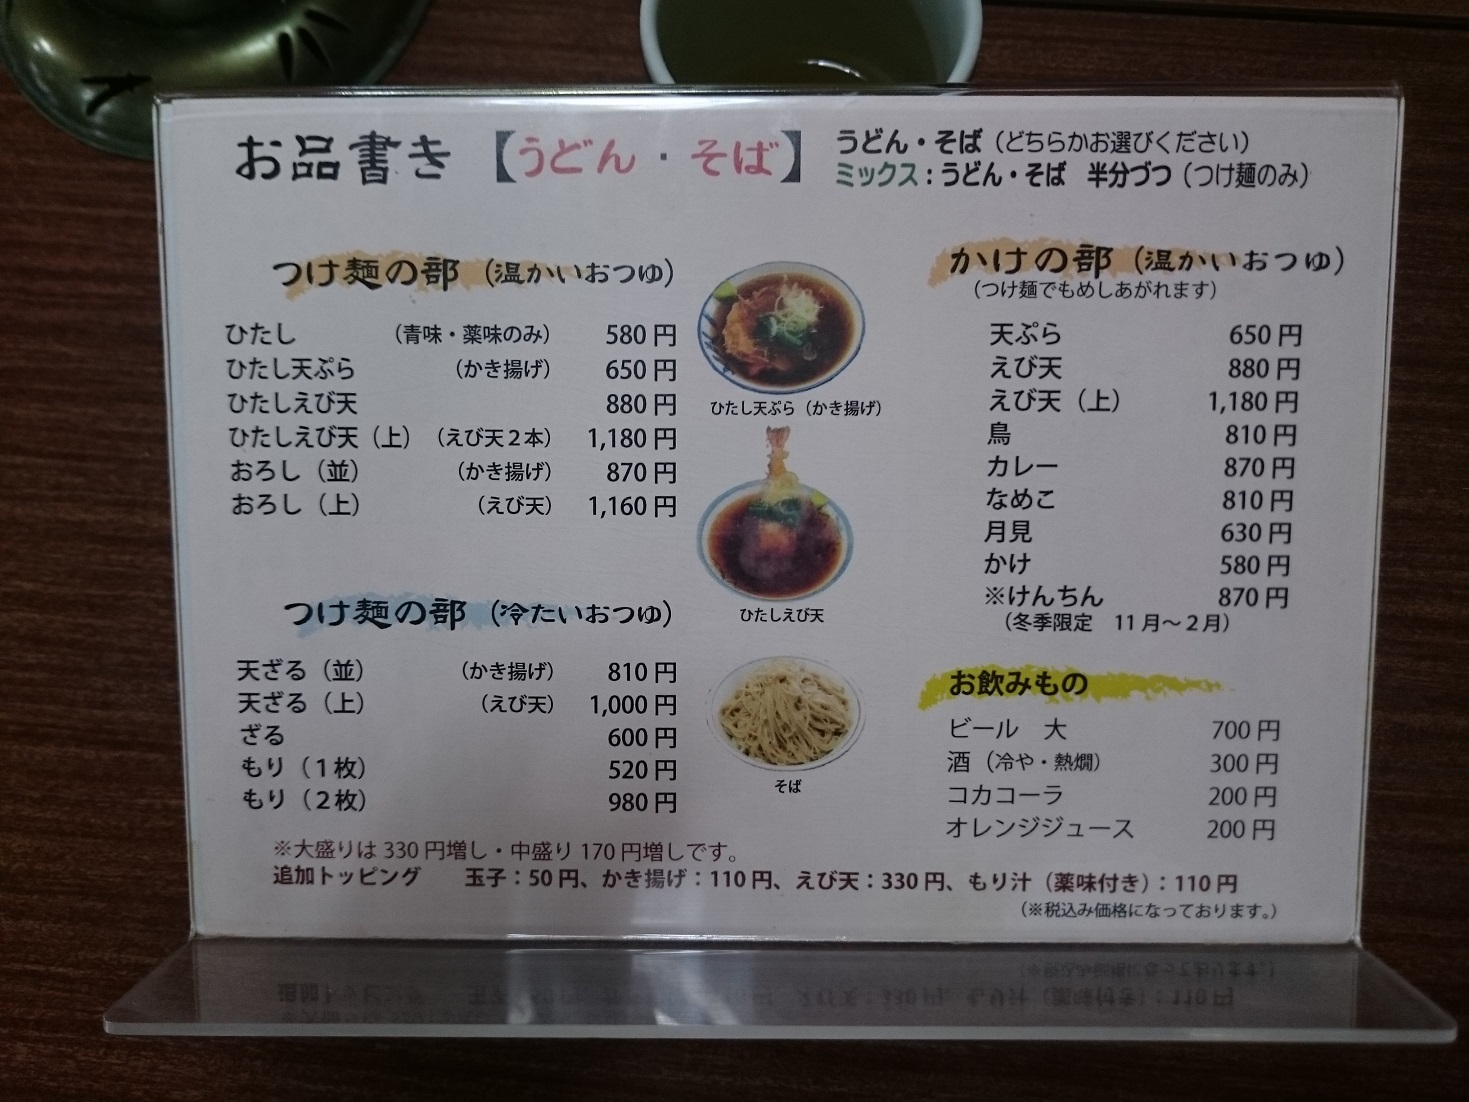 お品書き【うどん・そば】
うどん・そば（どちらかお選びください）
ミックス：うどん・そば　半分づつ（つけ麺のみ）
つけ麺の部（温かいおつゆ）
ひたし （青味・薬味のみ） 580円
ひたし天ぷら （かき揚げ） 650円
ひたしえび天 880円
ひたしえび天（上）（えび天２本） 1,180円
おろし（並） （かき揚げ） 870円
おろし（上） （えび天） 1,160円
つけ麺の部（冷たいおつゆ）
天ざる（並） （かき揚げ） 810円
天ざる（上） （えび天） 1,000円
ざる 600円
もり（１枚） 520円
もり（２枚） 980円
ひたし天ぷら（かき揚げ）
ひたしえび天
そば
かけの部（温かいおつゆ）
（つけ麺でもめしあがれます）
天ぷら 650円
えび天 880円
えび天（上） 1,180円
鳥 810円
カレー 870円
なめこ 810円
月見 630円
かけ 580円
※けんちん 870円
（冬季限定　11月～２月）
お飲みもの
ビール　大 700円
酒（冷や・熱燗） 300円
コカコーラ 200円
オレンジジュース 200円
※大盛りは330円増し・中盛り170円増しです。
追加トッピング　玉子：50円、かき揚げ：110円、えび天：330円、もり汁（薬味付き）：110円
（※税込み価格になっております。）